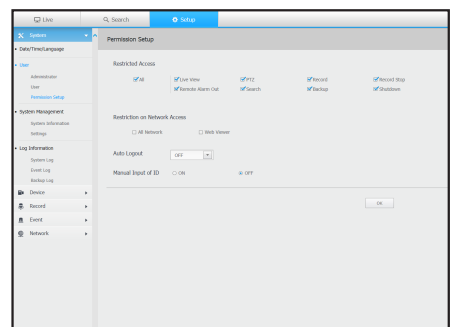 Live Search Setup
System
Date/Time/Language
User
Administrator
User
Permission Setup
System Management
System Information
Settings
Log Information
System Log
Event Log
Backup Log
Device
Record
Event
Network
Permission Setup
Restricted Access
All Live View PTZ Record Record Stop
Remote Alarm Out Search Backup Shutdown
Restriction on Network Access
All Network Web Viewer
Auto Logout OFF
Manual Input of ID ON OFF
OK